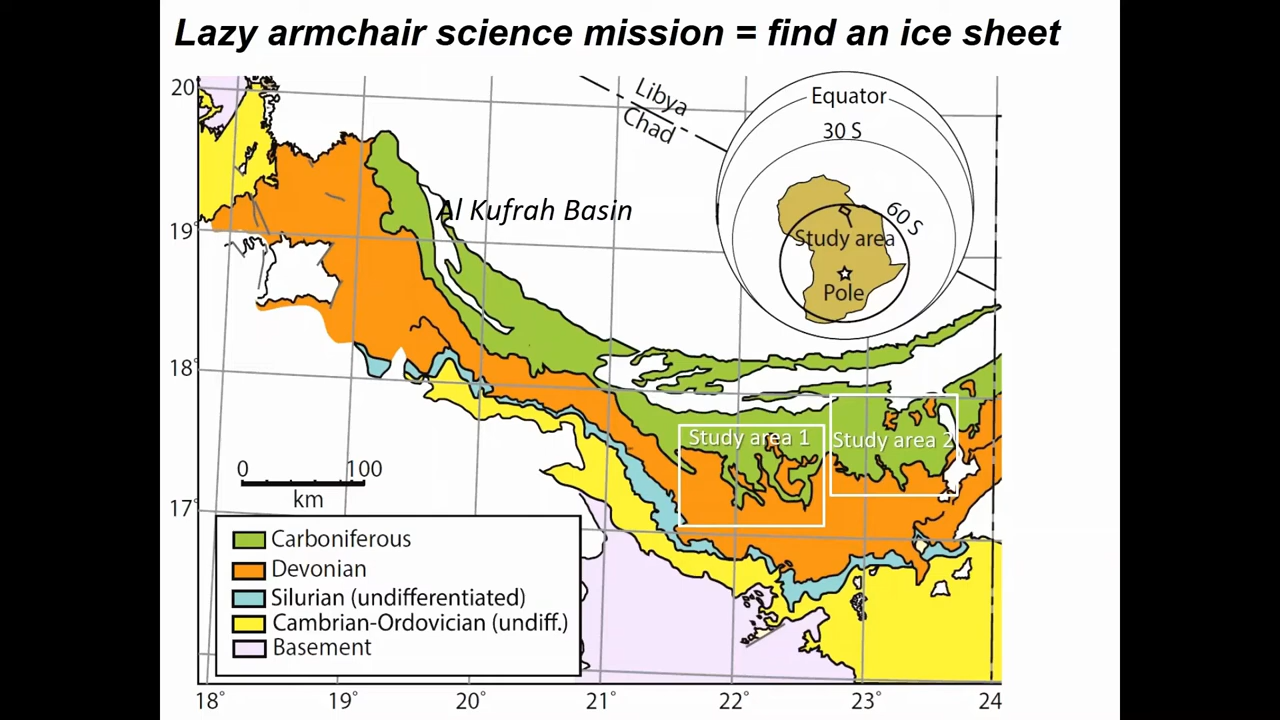 Lazy armchair science mission = find an ice sheet
20
Libya
Chad
Equator
30 S
60 S
Study area
Pole
Al Kufrah Basin
19°
18°
17°
Study area 1
Study area 2
0 100
km
Carboniferous
Devonian
Silurian (undifferentiated)
Cambrian-Ordovician (undiff.)
Basement
18° 19° 20° 21° 22° 23° 24